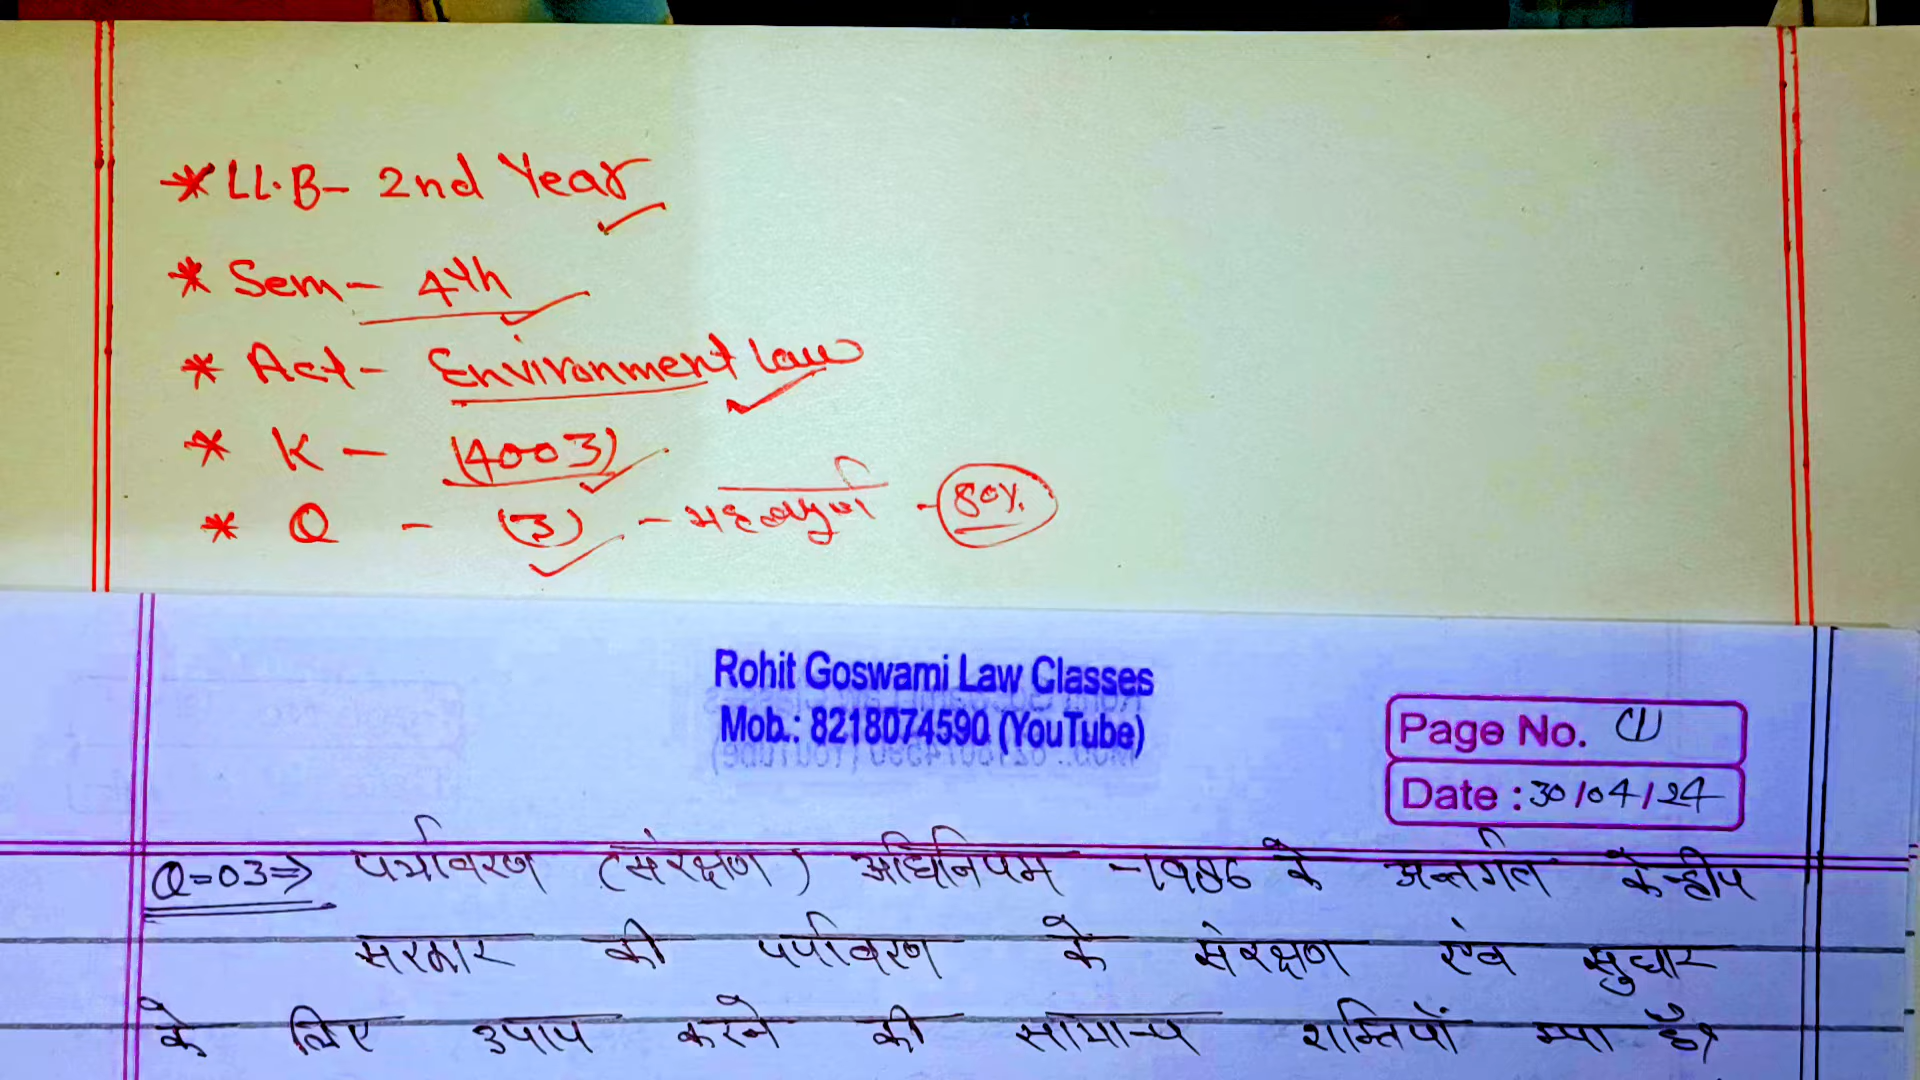 * LL.B- 2nd Year
* Sem- 4th
* Act- Environment Law
* K - (4003)
* Q - (3) - महत्वपूर्ण - 80%
Rohit Goswami Law Classes
Mob.: 8218074590 (YouTube)
Page No. (1)
Date : 30/04/24
Q=03⇒ पर्यावरण (संरक्षण) अधिनियम -1986 के अन्तर्गत केन्द्रीय
सरकार की पर्यावरण के संरक्षण एंव सुधार
के लिए उपाय करने की सामान्य शक्तियाँ क्या है?